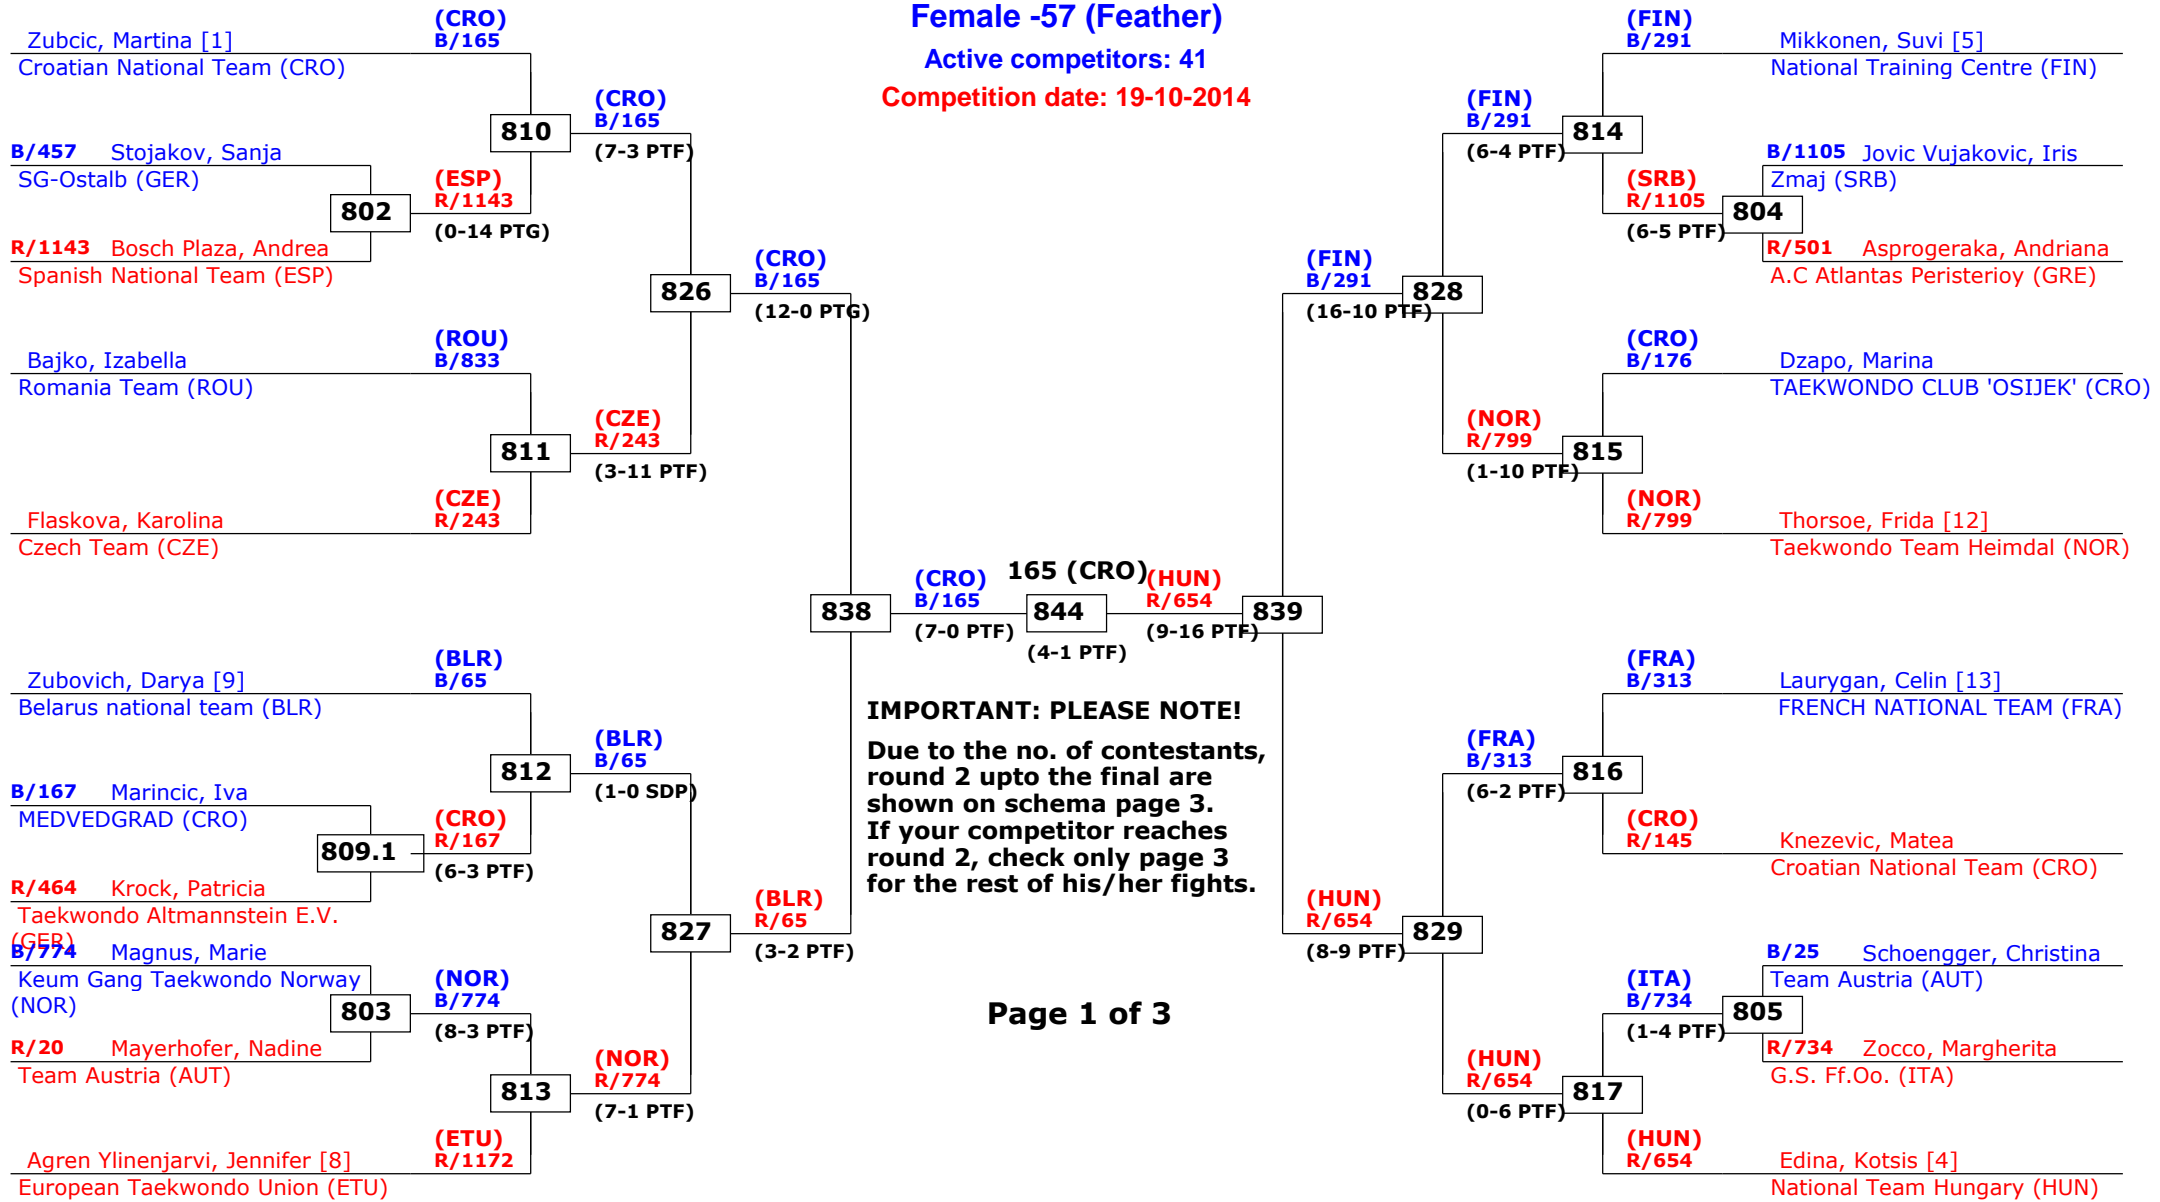 Female -57 (Feather)
Active competitors: 41
Competition date: 19-10-2014
(CRO)
Zubcic, Martina [1] B/165
Croatian National Team (CRO)
(CRO)
B/165
810
(7-3 PTF)
B/457 Stojakov, Sanja
SG-Ostalb (GER)
(ESP)
R/1143
802
(0-14 PTG)
R/1143 Bosch Plaza, Andrea
Spanish National Team (ESP)
(CRO)
B/165
826
(12-0 PTG)
(ROU)
Bajko, Izabella B/833
Romania Team (ROU)
(CZE)
R/243
811
(3-11 PTF)
(CZE)
Flaskova, Karolina R/243
Czech Team (CZE)
(CRO)
B/165
838
(7-0 PTF)
165 (CRO)
844
(4-1 PTF)
(HUN)
R/654
839
(9-16 PTF)
(BLR)
Zubovich, Darya [9] B/65
Belarus national team (BLR)
(BLR)
B/65
812
(1-0 SDP)
B/167 Marincic, Iva
MEDVEDGRAD (CRO)
(CRO)
R/167
809.1
(6-3 PTF)
R/464 Krock, Patricia
Taekwondo Altmannstein E.V.
(GER)
(BLR)
R/65
827
(3-2 PTF)
B/774 Magnus, Marie
Keum Gang Taekwondo Norway
(NOR)
(NOR)
B/774
803
(8-3 PTF)
R/20 Mayerhofer, Nadine
Team Austria (AUT)
(NOR)
R/774
813
(7-1 PTF)
(ETU)
Agren Ylinenjarvi, Jennifer [8] R/1172
European Taekwondo Union (ETU)
IMPORTANT: PLEASE NOTE!
Due to the no. of contestants,
round 2 upto the final are
shown on schema page 3.
If your competitor reaches
round 2, check only page 3
for the rest of his/her fights.
Page 1 of 3
(FIN)
B/291 Mikkonen, Suvi [5]
National Training Centre (FIN)
(FIN)
B/291
814
(6-4 PTF)
B/1105 Jovic Vujakovic, Iris
Zmaj (SRB)
(SRB)
R/1105
804
(6-5 PTF)
R/501 Asprogeraka, Andriana
A.C Atlantas Peristerioy (GRE)
(FIN)
B/291
828
(16-10 PTF)
(CRO)
B/176 Dzapo, Marina
TAEKWONDO CLUB 'OSIJEK' (CRO)
(NOR)
R/799
815
(1-10 PTF)
(NOR)
R/799 Thorsoe, Frida [12]
Taekwondo Team Heimdal (NOR)
(FRA)
B/313 Laurygan, Celin [13]
FRENCH NATIONAL TEAM (FRA)
(FRA)
B/313
816
(6-2 PTF)
(CRO)
R/145 Knezevic, Matea
Croatian National Team (CRO)
(HUN)
R/654
829
(8-9 PTF)
B/25 Schoengger, Christina
Team Austria (AUT)
(ITA)
B/734
805
(1-4 PTF)
R/734 Zocco, Margherita
G.S. Ff.Oo. (ITA)
(HUN)
R/654
817
(0-6 PTF)
(HUN)
R/654 Edina, Kotsis [4]
National Team Hungary (HUN)